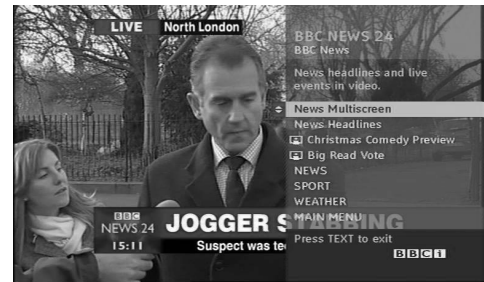 LIVE North London
BBC NEWS 24
BBC News
News headlines and live
events in video.
News Multiscreen
News Headlines
Christmas Comedy Preview
Big Read Vote
NEWS
SPORT
WEATHER
MAIN MENU
Press TEXT to exit
BBC 1
BBC
NEWS 24
15:11
JOGGER STABBING
Suspect was